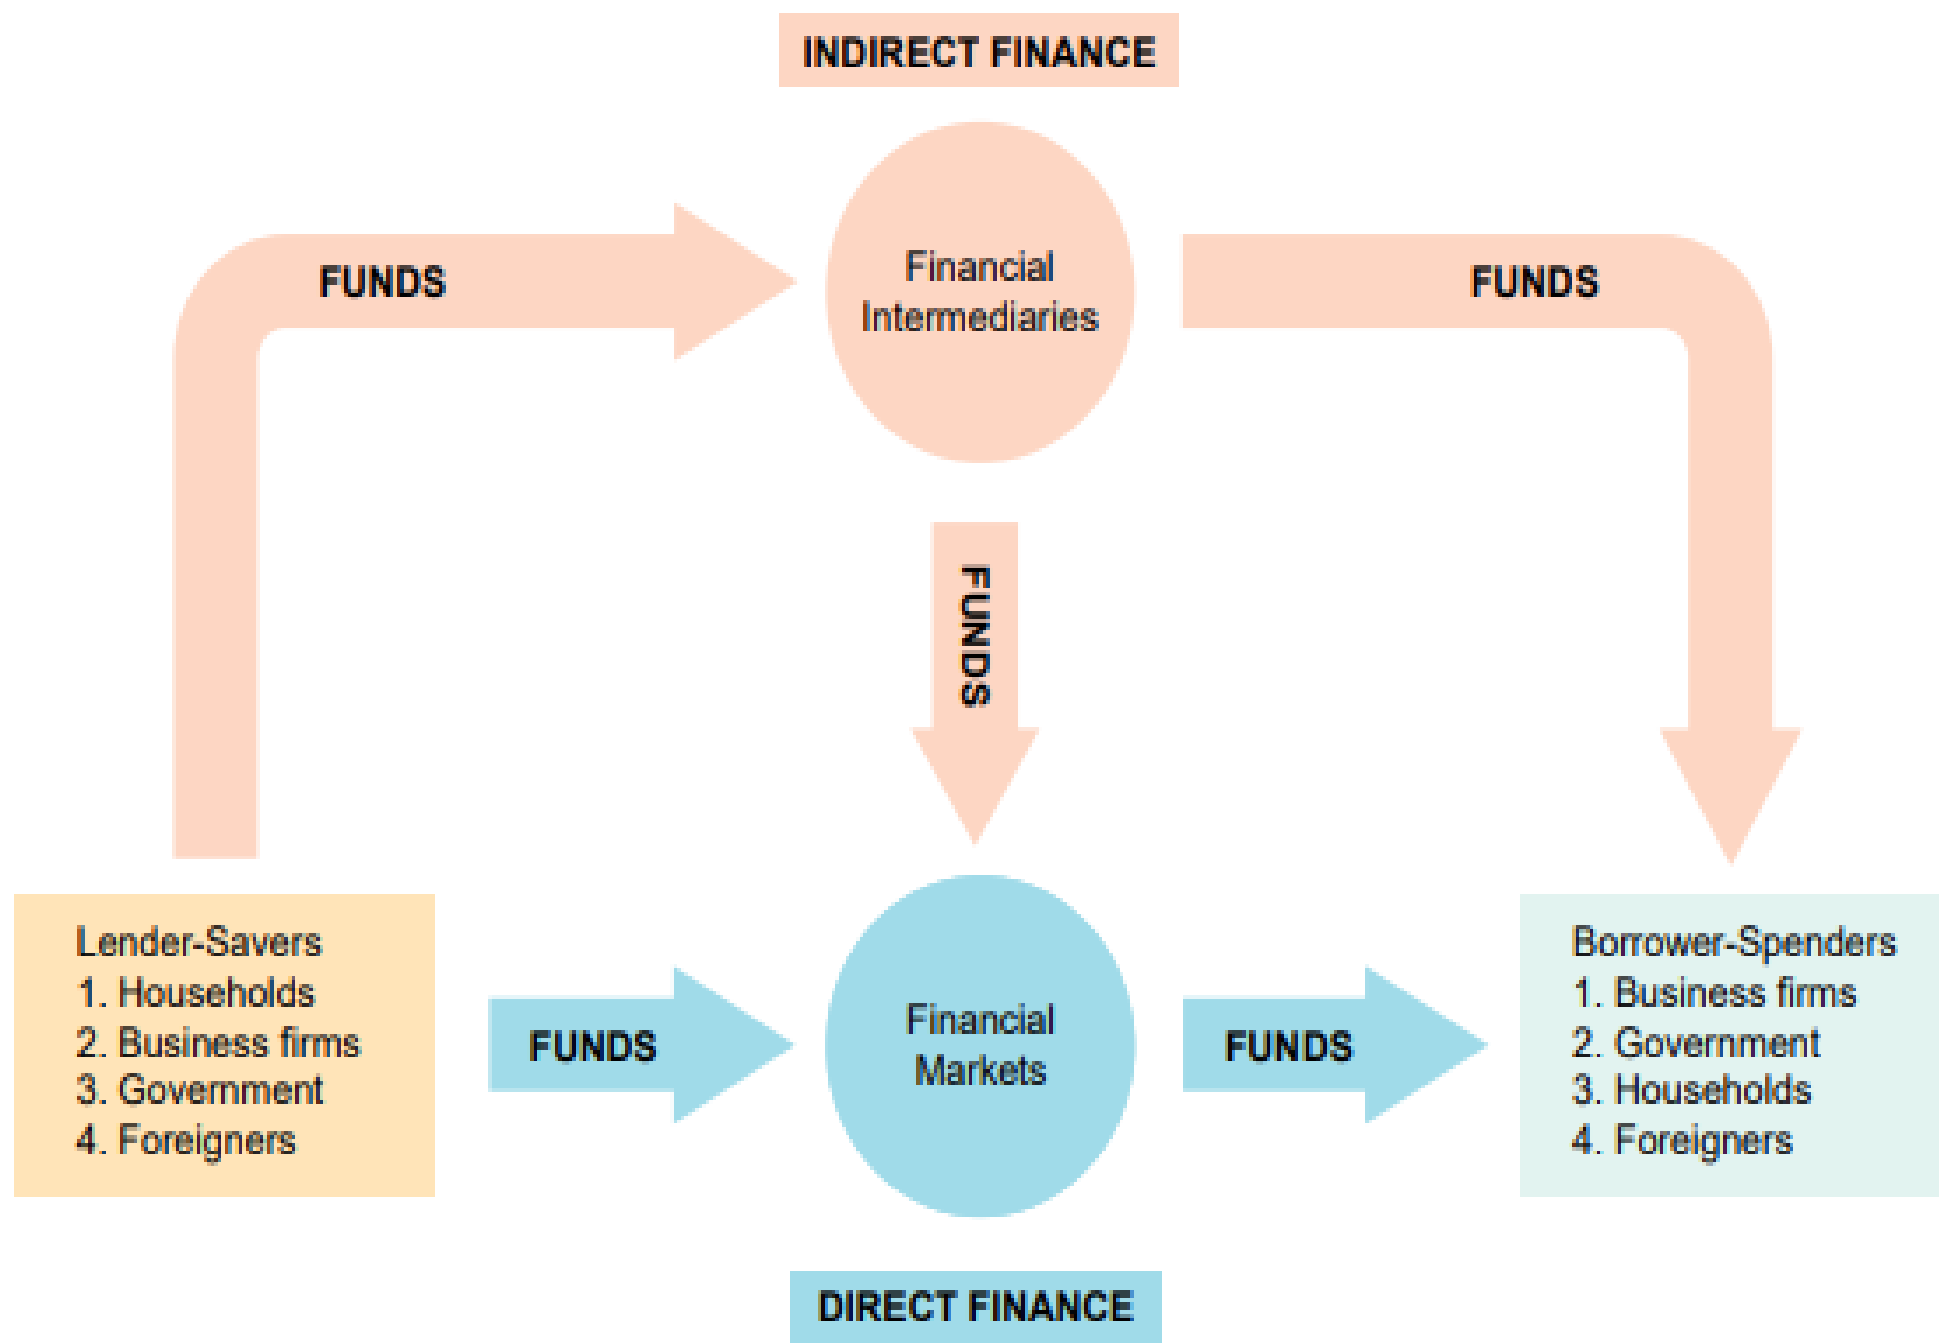 INDIRECT FINANCE
FUNDS
Financial
Intermediaries
FUNDS
FUNDS
Lender-Savers
1. Households
2. Business firms
3. Government
4. Foreigners
FUNDS
Financial
Markets
FUNDS
Borrower-Spenders
1. Business firms
2. Government
3. Households
4. Foreigners
DIRECT FINANCE